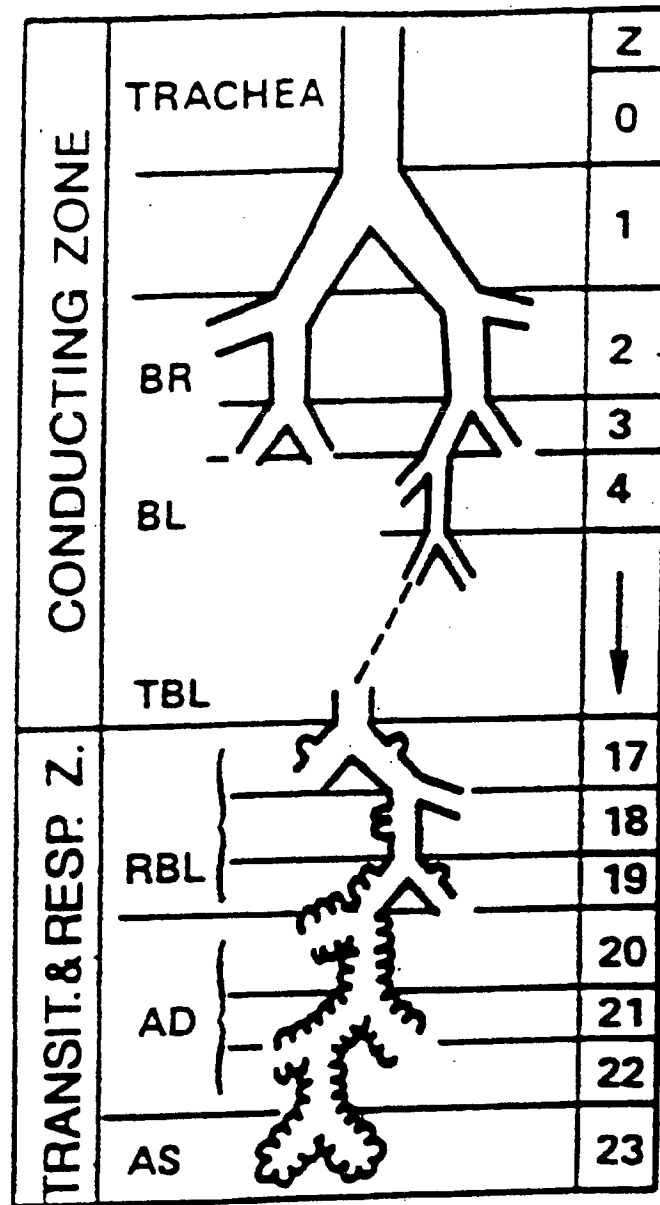 Z
TRACHEA 0
1
BR 2
3
BL 4
TBL
17
18
RBL 19
20
AD 21
22
AS 23
CONDUCTING ZONE
TRANSIT. & RESP. Z.